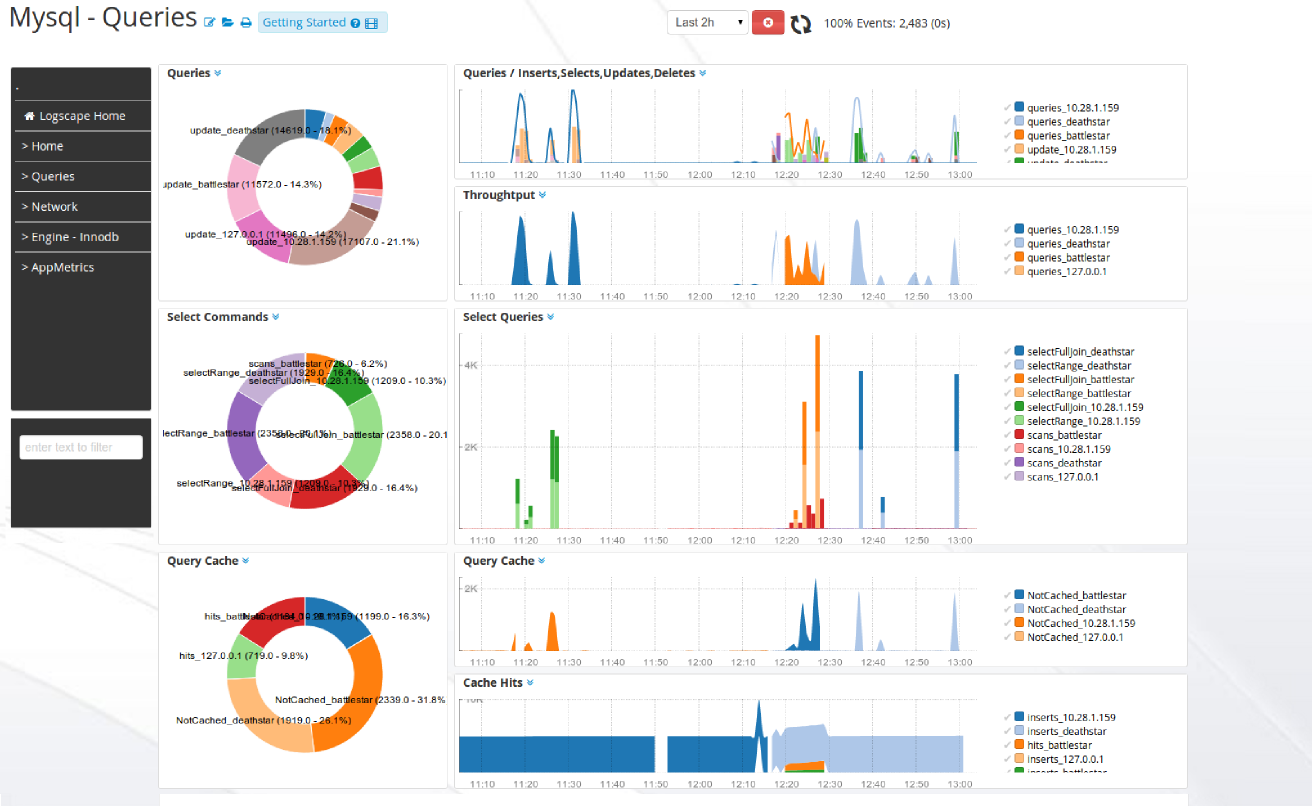 Mysql - Queries
Getting Started
Last 2h
100% Events: 2,483 (0s)
.
Logscape Home
> Home
> Queries
> Network
> Engine - Innodb
> AppMetrics
enter text to filter
Queries
update_deathstar (14619.0 - 18.1%)
update_battlestar (11572.0 - 14.3%)
update_127.0.0.1 (11496.0 - 14.2%)
update_10.28.1.159 (17107.0 - 21.1%)
Queries / Inserts,Selects,Updates,Deletes
11:10 11:20 11:30 11:40 11:50 12:00 12:10 12:20 12:30 12:40 12:50 13:00
queries_10.28.1.159
queries_deathstar
queries_battlestar
update_10.28.1.159
update_deathstar
Throughtput
11:10 11:20 11:30 11:40 11:50 12:00 12:10 12:20 12:30 12:40 12:50 13:00
queries_10.28.1.159
queries_deathstar
queries_battlestar
queries_127.0.0.1
Select Commands
scans_battlestar (726.0 - 6.2%)
selectRange_deathstar (1929.0 - 16.4%)
selectFullJoin_10.28.1.159 (1209.0 - 10.3%)
lectRange_battlestar (2358.0 - 20.1%)
selectFullJoin_battlestar (2358.0 - 20.1
selectRange_10.28.1.159 (1209.0 - 10.3%)
selectFullJoin_deathstar (1929.0 - 16.4%)
Select Queries
4K
2K
11:10 11:20 11:30 11:40 11:50 12:00 12:10 12:20 12:30 12:40 12:50 13:00
selectFullJoin_deathstar
selectRange_deathstar
selectFullJoin_battlestar
selectRange_battlestar
selectFullJoin_10.28.1.159
selectRange_10.28.1.159
scans_battlestar
scans_10.28.1.159
scans_deathstar
scans_127.0.0.1
Query Cache
(1199.0 - 16.3%)
hits_127.0.0.1 (719.0 - 9.8%)
NotCached_battlestar (2339.0 - 31.8%
NotCached_deathstar (1919.0 - 26.1%)
Query Cache
2K
11:10 11:20 11:30 11:40 11:50 12:00 12:10 12:20 12:30 12:40 12:50 13:00
NotCached_battlestar
NotCached_deathstar
NotCached_10.28.1.159
NotCached_127.0.0.1
Cache Hits
10K
11:10 11:20 11:30 11:40 11:50 12:00 12:10 12:20 12:30 12:40 12:50 13:00
inserts_10.28.1.159
inserts_deathstar
hits_battlestar
inserts_127.0.0.1
inserts_battlestar